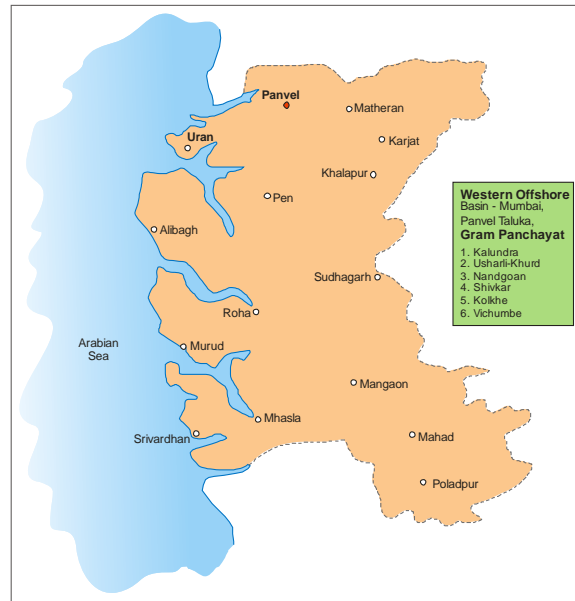 Panvel
Matheran
Uran
Karjat
Khalapur
Pen
Western Offshore
Basin - Mumbai,
Panvel Taluka,
Gram Panchayat
1. Kalundra
2. Usharli-Khurd
3. Nandgoan
4. Shivkar
5. Kolkhe
6. Vichumbe
Alibagh
Sudhagarh
Roha
Arabian
Sea
Murud
Mangaon
Mhasla
Srivardhan
Mahad
Poladpur